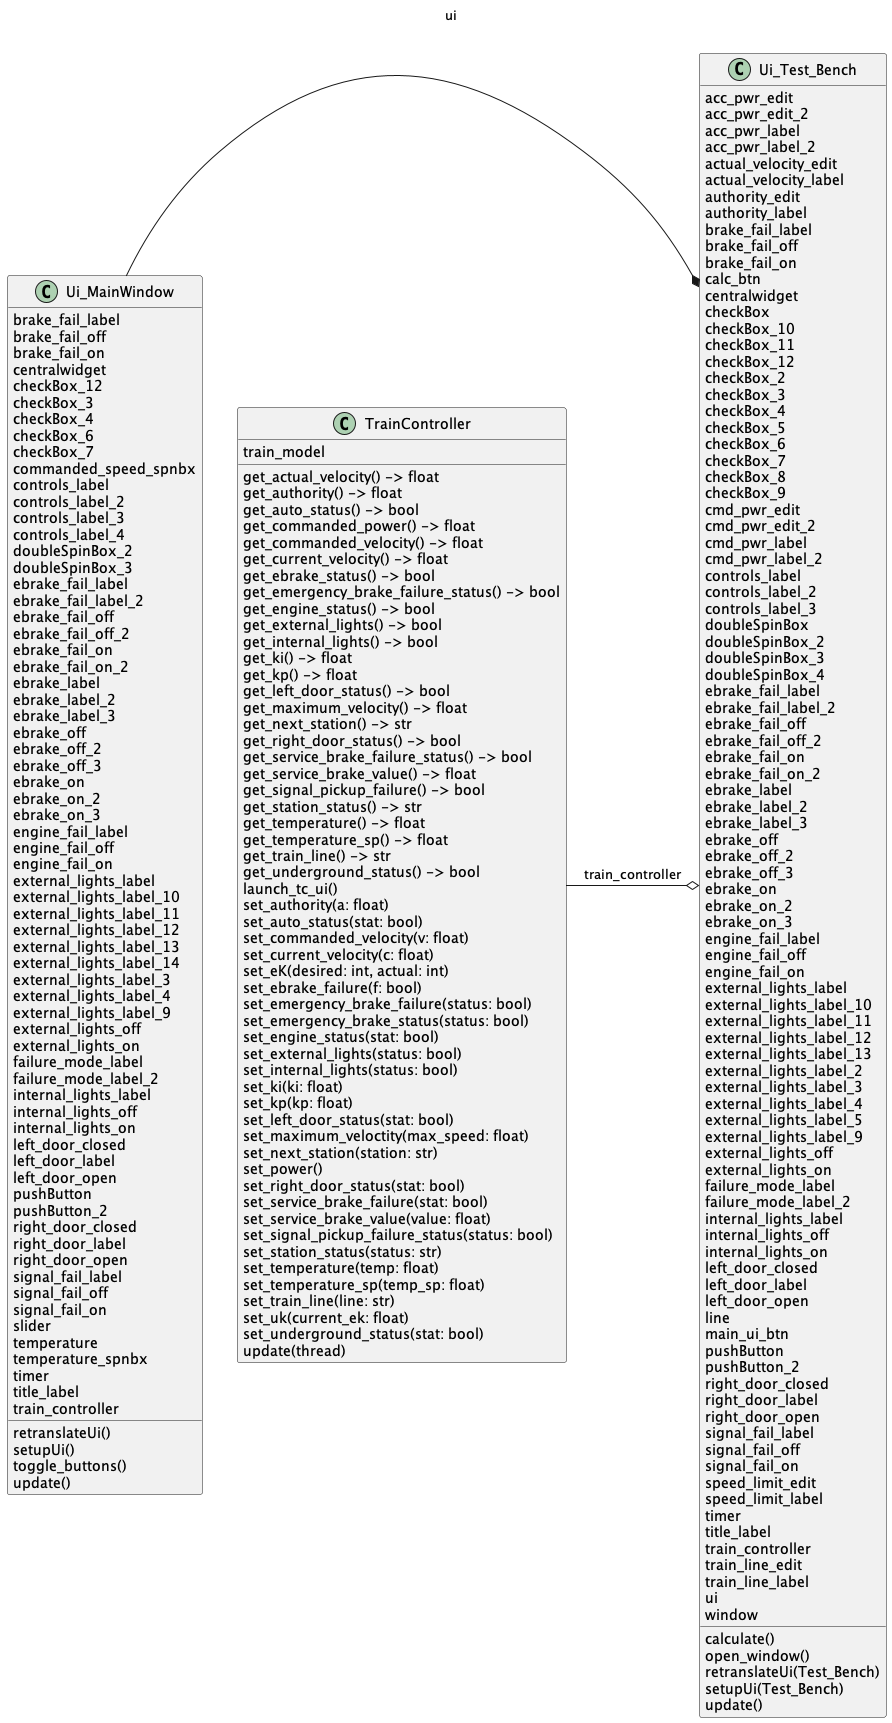 ui
C Ui_MainWindow
brake_fail_label
brake_fail_off
brake_fail_on
centralwidget
checkBox_12
checkBox_3
checkBox_4
checkBox_6
checkBox_7
commanded_speed_spnbx
controls_label
controls_label_2
controls_label_3
controls_label_4
doubleSpinBox_2
doubleSpinBox_3
ebrake_fail_label
ebrake_fail_label_2
ebrake_fail_off
ebrake_fail_off_2
ebrake_fail_on
ebrake_fail_on_2
ebrake_label
ebrake_label_2
ebrake_label_3
ebrake_off
ebrake_off_2
ebrake_off_3
ebrake_on
ebrake_on_2
ebrake_on_3
engine_fail_label
engine_fail_off
engine_fail_on
external_lights_label
external_lights_label_10
external_lights_label_11
external_lights_label_12
external_lights_label_13
external_lights_label_14
external_lights_label_3
external_lights_label_4
external_lights_label_9
external_lights_off
external_lights_on
failure_mode_label
failure_mode_label_2
internal_lights_label
internal_lights_off
internal_lights_on
left_door_closed
left_door_label
left_door_open
pushButton
pushButton_2
right_door_closed
right_door_label
right_door_open
signal_fail_label
signal_fail_off
signal_fail_on
slider
temperature
temperature_spnbx
timer
title_label
train_controller
retranslateUi()
setupUi()
toggle_buttons()
update()
C TrainController
train_model
get_actual_velocity() -> float
get_authority() -> float
get_auto_status() -> bool
get_commanded_power() -> float
get_commanded_velocity() -> float
get_current_velocity() -> float
get_ebrake_status() -> bool
get_emergency_brake_failure_status() -> bool
get_engine_status() -> bool
get_external_lights() -> bool
get_internal_lights() -> bool
get_ki() -> float
get_kp() -> float
get_left_door_status() -> bool
get_maximum_velocity() -> float
get_next_station() -> str
get_right_door_status() -> bool
get_service_brake_failure_status() -> bool
get_service_brake_value() -> float
get_signal_pickup_failure() -> bool
get_station_status() -> str
get_temperature() -> float
get_temperature_sp() -> float
get_train_line() -> str
get_underground_status() -> bool
launch_tc_ui()
set_authority(a: float)
set_auto_status(stat: bool)
set_commanded_velocity(v: float)
set_current_velocity(c: float)
set_eK(desired: int, actual: int)
set_ebrake_failure(f: bool)
set_emergency_brake_failure(status: bool)
set_emergency_brake_status(status: bool)
set_engine_status(stat: bool)
set_external_lights(status: bool)
set_internal_lights(status: bool)
set_ki(ki: float)
set_kp(kp: float)
set_left_door_status(stat: bool)
set_maximum_veloctity(max_speed: float)
set_next_station(station: str)
set_power()
set_right_door_status(stat: bool)
set_service_brake_failure(stat: bool)
set_service_brake_value(value: float)
set_signal_pickup_failure_status(status: bool)
set_station_status(status: str)
set_temperature(temp: float)
set_temperature_sp(temp_sp: float)
set_train_line(line: str)
set_uk(current_ek: float)
set_underground_status(stat: bool)
update(thread)
train_controller
C Ui_Test_Bench
acc_pwr_edit
acc_pwr_edit_2
acc_pwr_label
acc_pwr_label_2
actual_velocity_edit
actual_velocity_label
authority_edit
authority_label
brake_fail_label
brake_fail_off
brake_fail_on
calc_btn
centralwidget
checkBox
checkBox_10
checkBox_11
checkBox_12
checkBox_2
checkBox_3
checkBox_4
checkBox_5
checkBox_6
checkBox_7
checkBox_8
checkBox_9
cmd_pwr_edit
cmd_pwr_edit_2
cmd_pwr_label
cmd_pwr_label_2
controls_label
controls_label_2
controls_label_3
doubleSpinBox
doubleSpinBox_2
doubleSpinBox_3
doubleSpinBox_4
ebrake_fail_label
ebrake_fail_label_2
ebrake_fail_off
ebrake_fail_off_2
ebrake_fail_on
ebrake_fail_on_2
ebrake_label
ebrake_label_2
ebrake_label_3
ebrake_off
ebrake_off_2
ebrake_off_3
ebrake_on
ebrake_on_2
ebrake_on_3
engine_fail_label
engine_fail_off
engine_fail_on
external_lights_label
external_lights_label_10
external_lights_label_11
external_lights_label_12
external_lights_label_13
external_lights_label_2
external_lights_label_3
external_lights_label_4
external_lights_label_5
external_lights_label_9
external_lights_off
external_lights_on
failure_mode_label
failure_mode_label_2
internal_lights_label
internal_lights_off
internal_lights_on
left_door_closed
left_door_label
left_door_open
line
main_ui_btn
pushButton
pushButton_2
right_door_closed
right_door_label
right_door_open
signal_fail_label
signal_fail_off
signal_fail_on
speed_limit_edit
speed_limit_label
timer
title_label
train_controller
train_line_edit
train_line_label
ui
window
calculate()
open_window()
retranslateUi(Test_Bench)
setupUi(Test_Bench)
update()